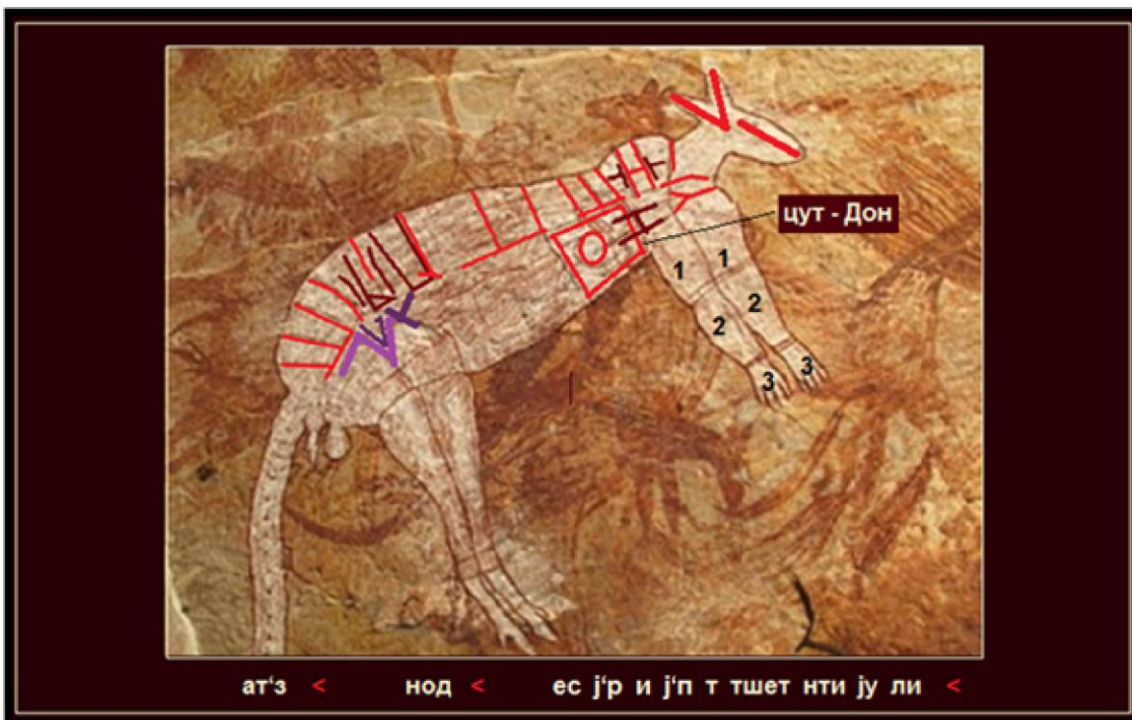 цут - Дон
1 1
2 2
3 3
ат‘з < нод < ес ј‘р и ј‘п т тшет нти ју ли <